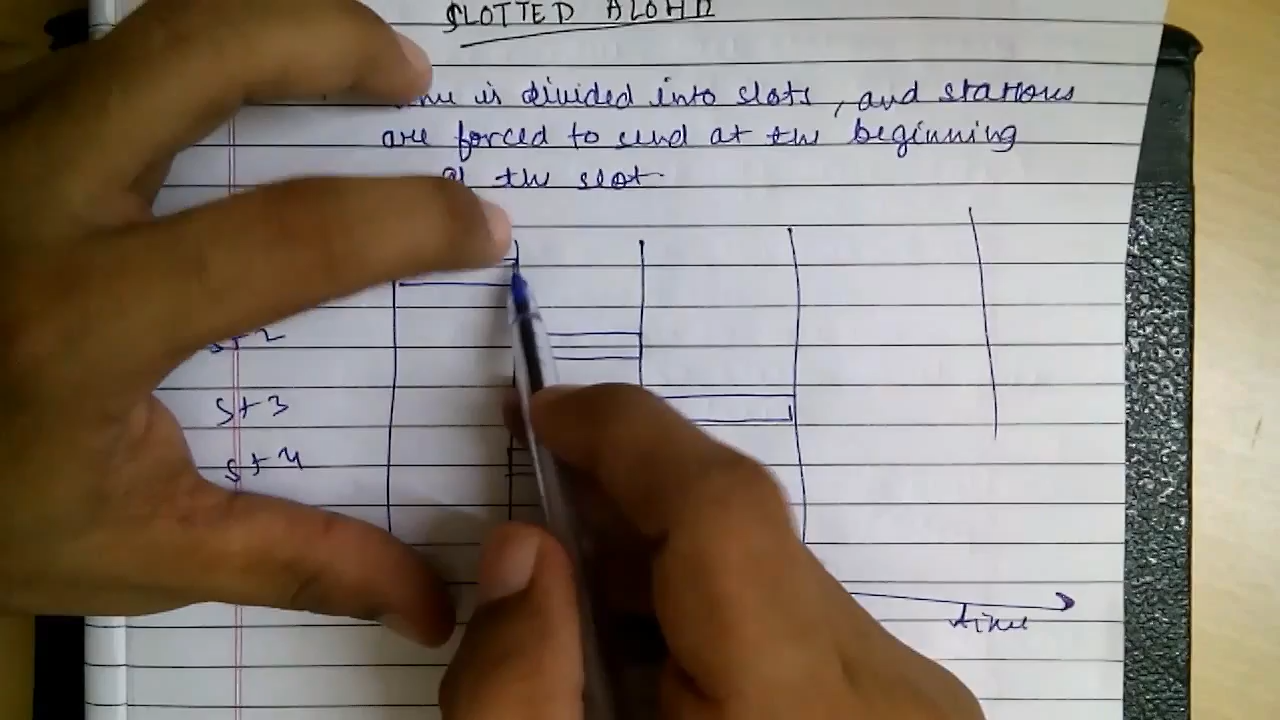 SLOTTED ALOHA
is divided into slots, and stations
are forced to send at the beginning
the slot
St 3
St 4
time